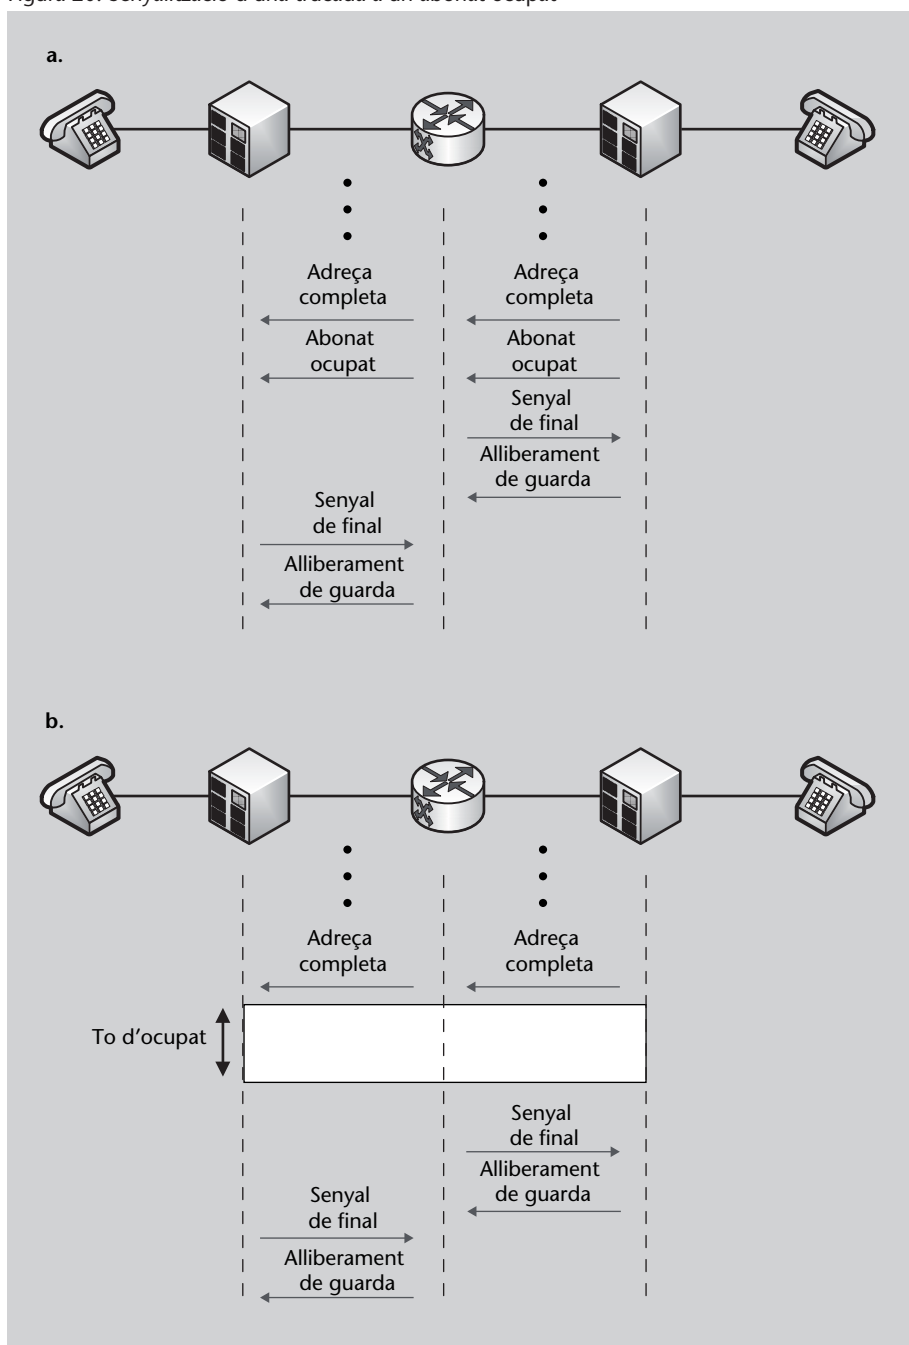 a.
Adreça
completa
Adreça
completa
Abonat
ocupat
Abonat
ocupat
Senyal
de final
Alliberament
de guarda
Senyal
de final
Alliberament
de guarda
b.
Adreça
completa
Adreça
completa
To d'ocupat
Senyal
de final
Alliberament
de guarda
Senyal
de final
Alliberament
de guarda